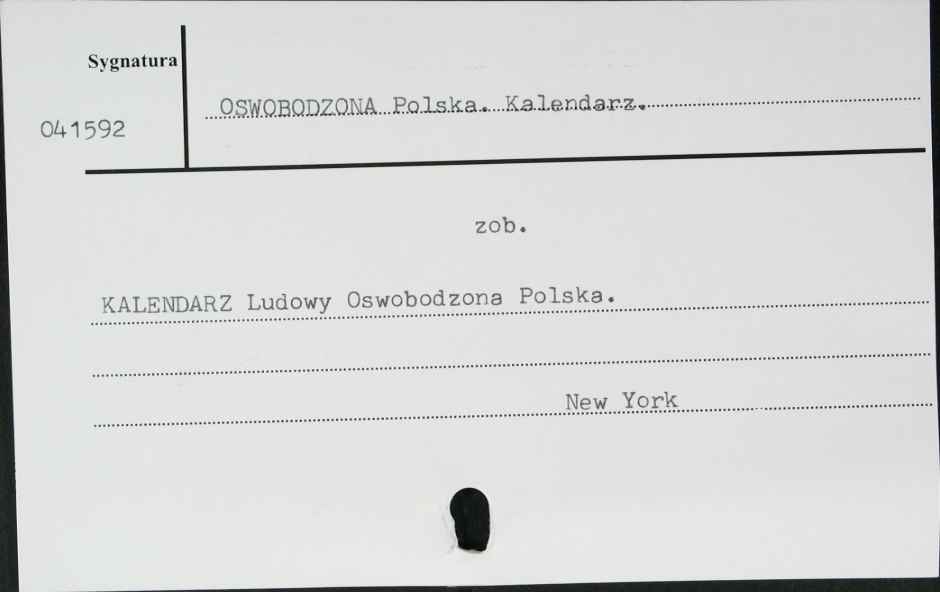 Sygnatura
OSWOBODZONA Polska. Kalendarz.
041592
zob.
KALENDARZ Ludowy Oswobodzona Polska.
New York